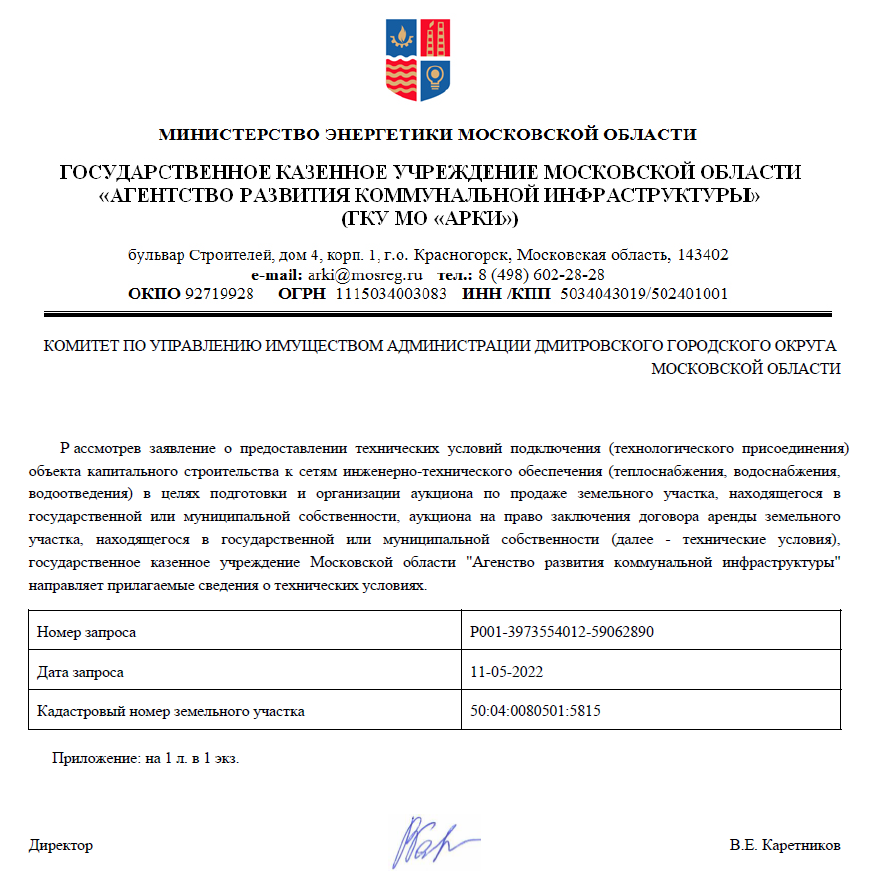 МИНИСТЕРСТВО ЭНЕРГЕТИКИ МОСКОВСКОЙ ОБЛАСТИ
ГОСУДАРСТВЕННОЕ КАЗЕННОЕ УЧРЕЖДЕНИЕ МОСКОВСКОЙ ОБЛАСТИ
«АГЕНТСТВО РАЗВИТИЯ КОММУНАЛЬНОЙ ИНФРАСТРУКТУРЫ»
(ГКУ МО «АРКИ»)
бульвар Строителей, дом 4, корп. 1, г.о. Красногорск, Московская область, 143402
e-mail: arki@mosreg.ru тел.: 8 (498) 602-28-28
ОКПО 92719928 ОГРН 1115034003083 ИНН /КПП 5034043019/502401001
КОМИТЕТ ПО УПРАВЛЕНИЮ ИМУЩЕСТВОМ АДМИНИСТРАЦИИ ДМИТРОВСКОГО ГОРОДСКОГО ОКРУГА
МОСКОВСКОЙ ОБЛАСТИ
Рассмотрев заявление о предоставлении технических условий подключения (технологического присоединения)
объекта капитального строительства к сетям инженерно-технического обеспечения (теплоснабжения, водоснабжения,
водоотведения) в целях подготовки и организации аукциона по продаже земельного участка, находящегося в
государственной или муниципальной собственности, аукциона на право заключения договора аренды земельного
участка, находящегося в государственной или муниципальной собственности (далее - технические условия),
государственное казенное учреждение Московской области "Агенство развития коммунальной инфраструктуры"
направляет прилагаемые сведения о технических условиях.
Номер запроса P001-3973554012-59062890
Дата запроса 11-05-2022
Кадастровый номер земельного участка 50:04:0080501:5815
Приложение: на 1 л. в 1 экз.
Директор В.Е. Каретников